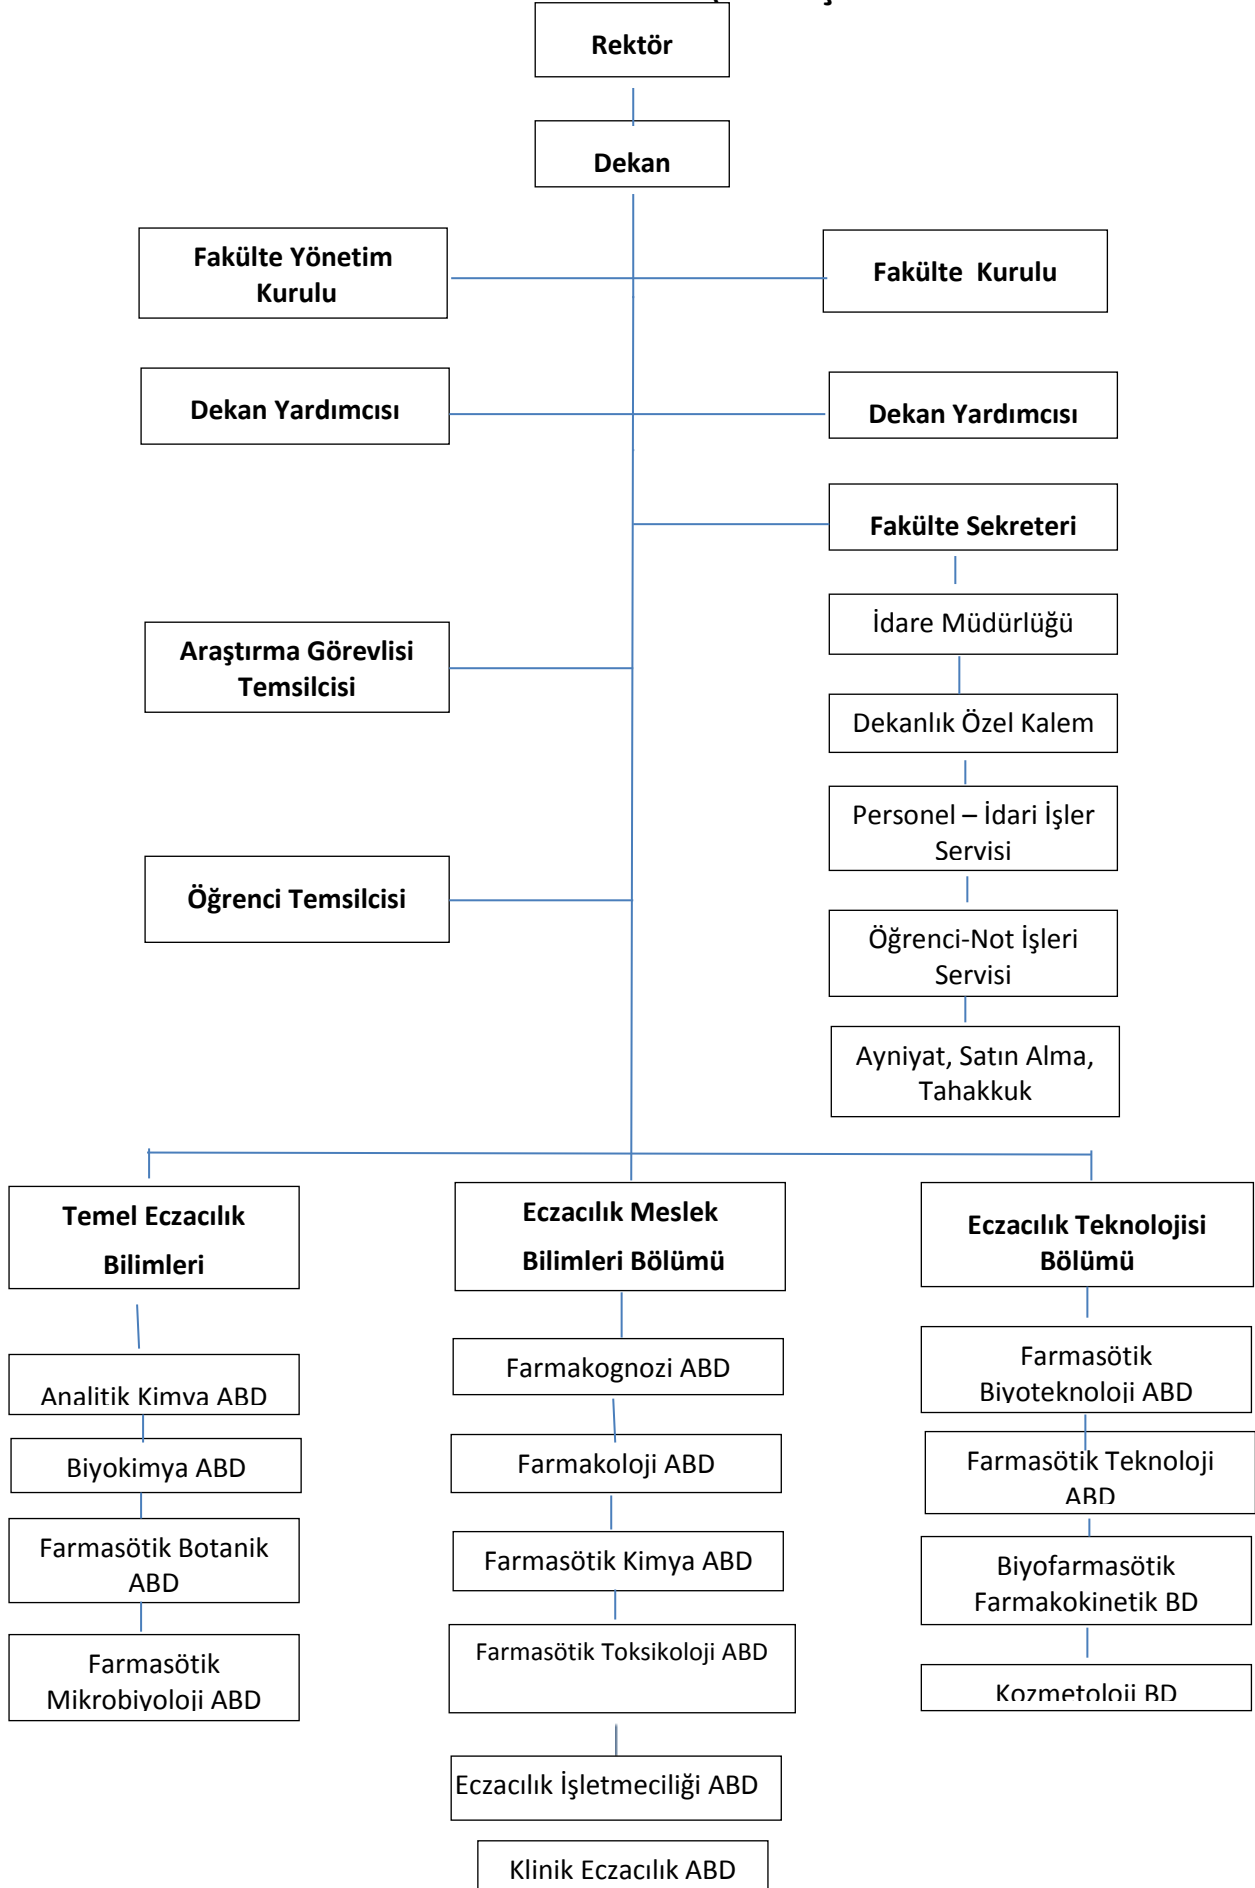 Rektör
Dekan
Fakülte Yönetim
Kurulu
Fakülte Kurulu
Dekan Yardımcısı
Dekan Yardımcısı
Fakülte Sekreteri
İdare Müdürlüğü
Araştırma Görevlisi
Temsilcisi
Dekanlık Özel Kalem
Personel – İdari İşler
Servisi
Öğrenci Temsilcisi
Öğrenci-Not İşleri
Servisi
Ayniyat, Satın Alma,
Tahakkuk
Temel Eczacılık
Bilimleri
Analitik Kimya ABD
Biyokimya ABD
Farmasötik Botanik
ABD
Farmasötik
Mikrobiyoloji ABD
Eczacılık Meslek
Bilimleri Bölümü
Farmakognozi ABD
Farmakoloji ABD
Farmasötik Kimya ABD
Farmasötik Toksikoloji ABD
Eczacılık İşletmeciliği ABD
Klinik Eczacılık ABD
Eczacılık Teknolojisi
Bölümü
Farmasötik
Biyoteknoloji ABD
Farmasötik Teknoloji
ABD
Biyofarmasötik
Farmakokinetik BD
Kozmetoloji BD